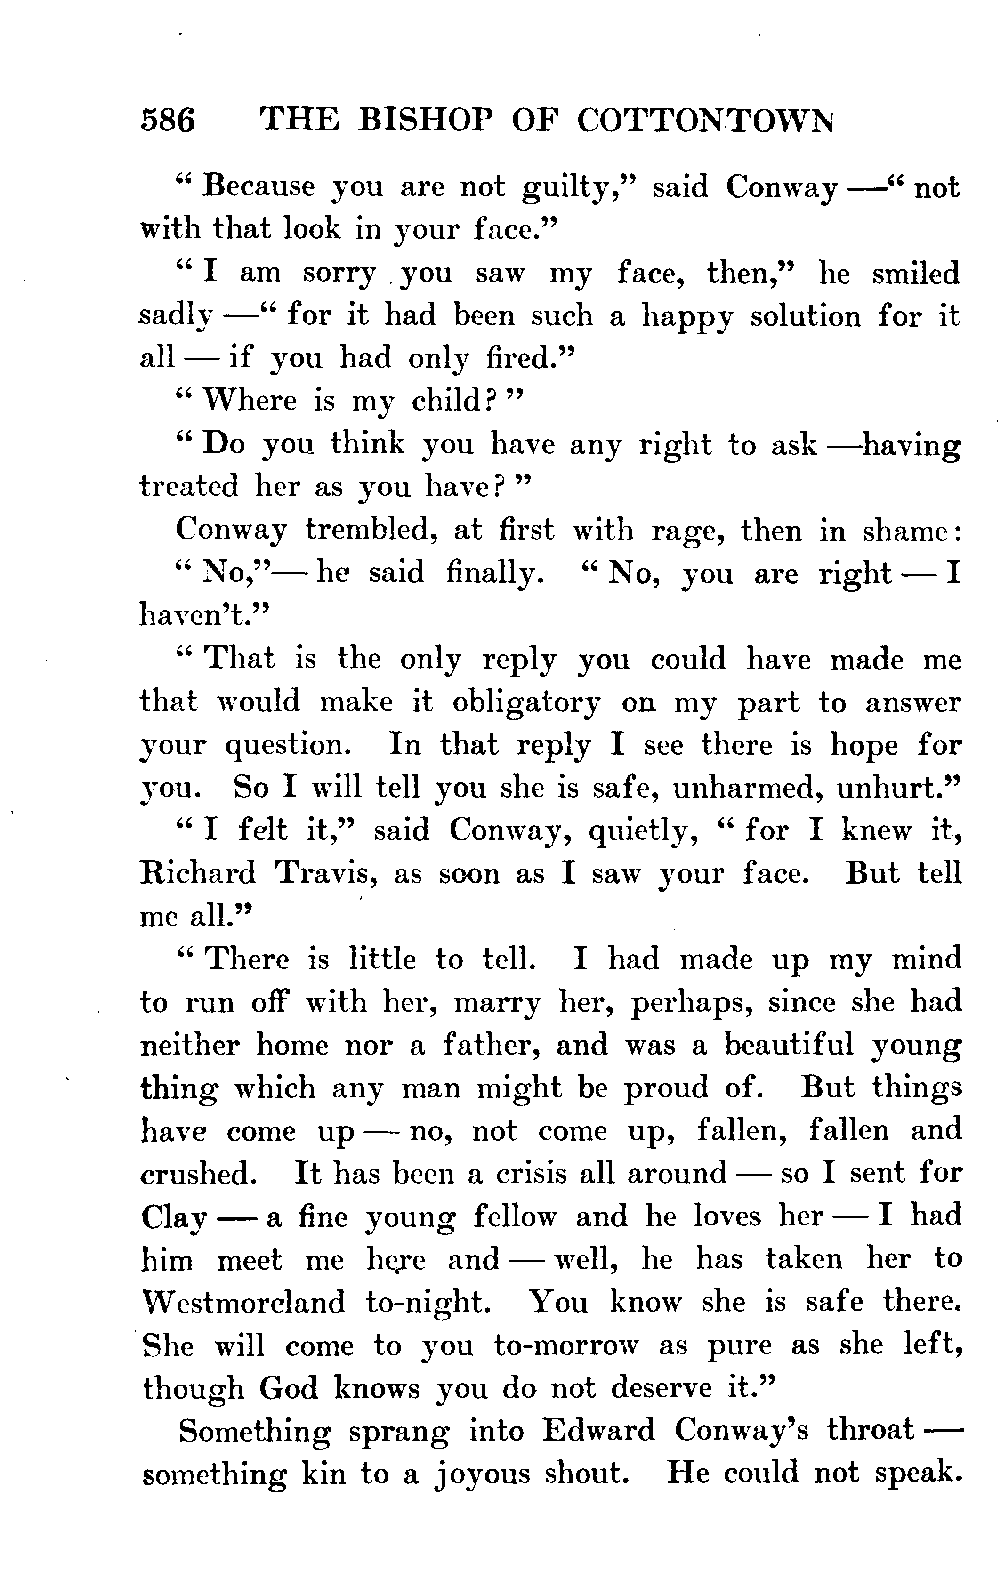 586 THE BISHOP OF COTTONTOWN
“ Because you are not guilty,” said Conway —“ not
with that look in your face.”
“ I am sorry you saw my face, then,” he smiled
sadly —“ for it had been such a happy solution for it
all — if you had only fired.”
“ Where is my child? ”
“ Do you think you have any right to ask —having
treated her as you have? ”
Conway trembled, at first with rage, then in shame:
“ No,”— he said finally. “ No, you are right — I
haven’t.”
“ That is the only reply you could have made me
that would make it obligatory on my part to answer
your question. In that reply I see there is hope for
you. So I will tell you she is safe, unharmed, unhurt.”
“ I felt it,” said Conway, quietly, “ for I knew it,
Richard Travis, as soon as I saw your face. But tell
me all.”
“ There is little to tell. I had made up my mind
to run off with her, marry her, perhaps, since she had
neither home nor a father, and was a beautiful young
thing which any man might be proud of. But things
have come up — no, not come up, fallen, fallen and
crushed. It has been a crisis all around — so I sent for
Clay — a fine young fellow and he loves her — I had
him meet me here and — well, he has taken her to
Westmoreland to-night. You know she is safe there.
She will come to you to-morrow as pure as she left,
though God knows you do not deserve it.”
Something sprang into Edward Conway’s throat —
something kin to a joyous shout. He could not speak.